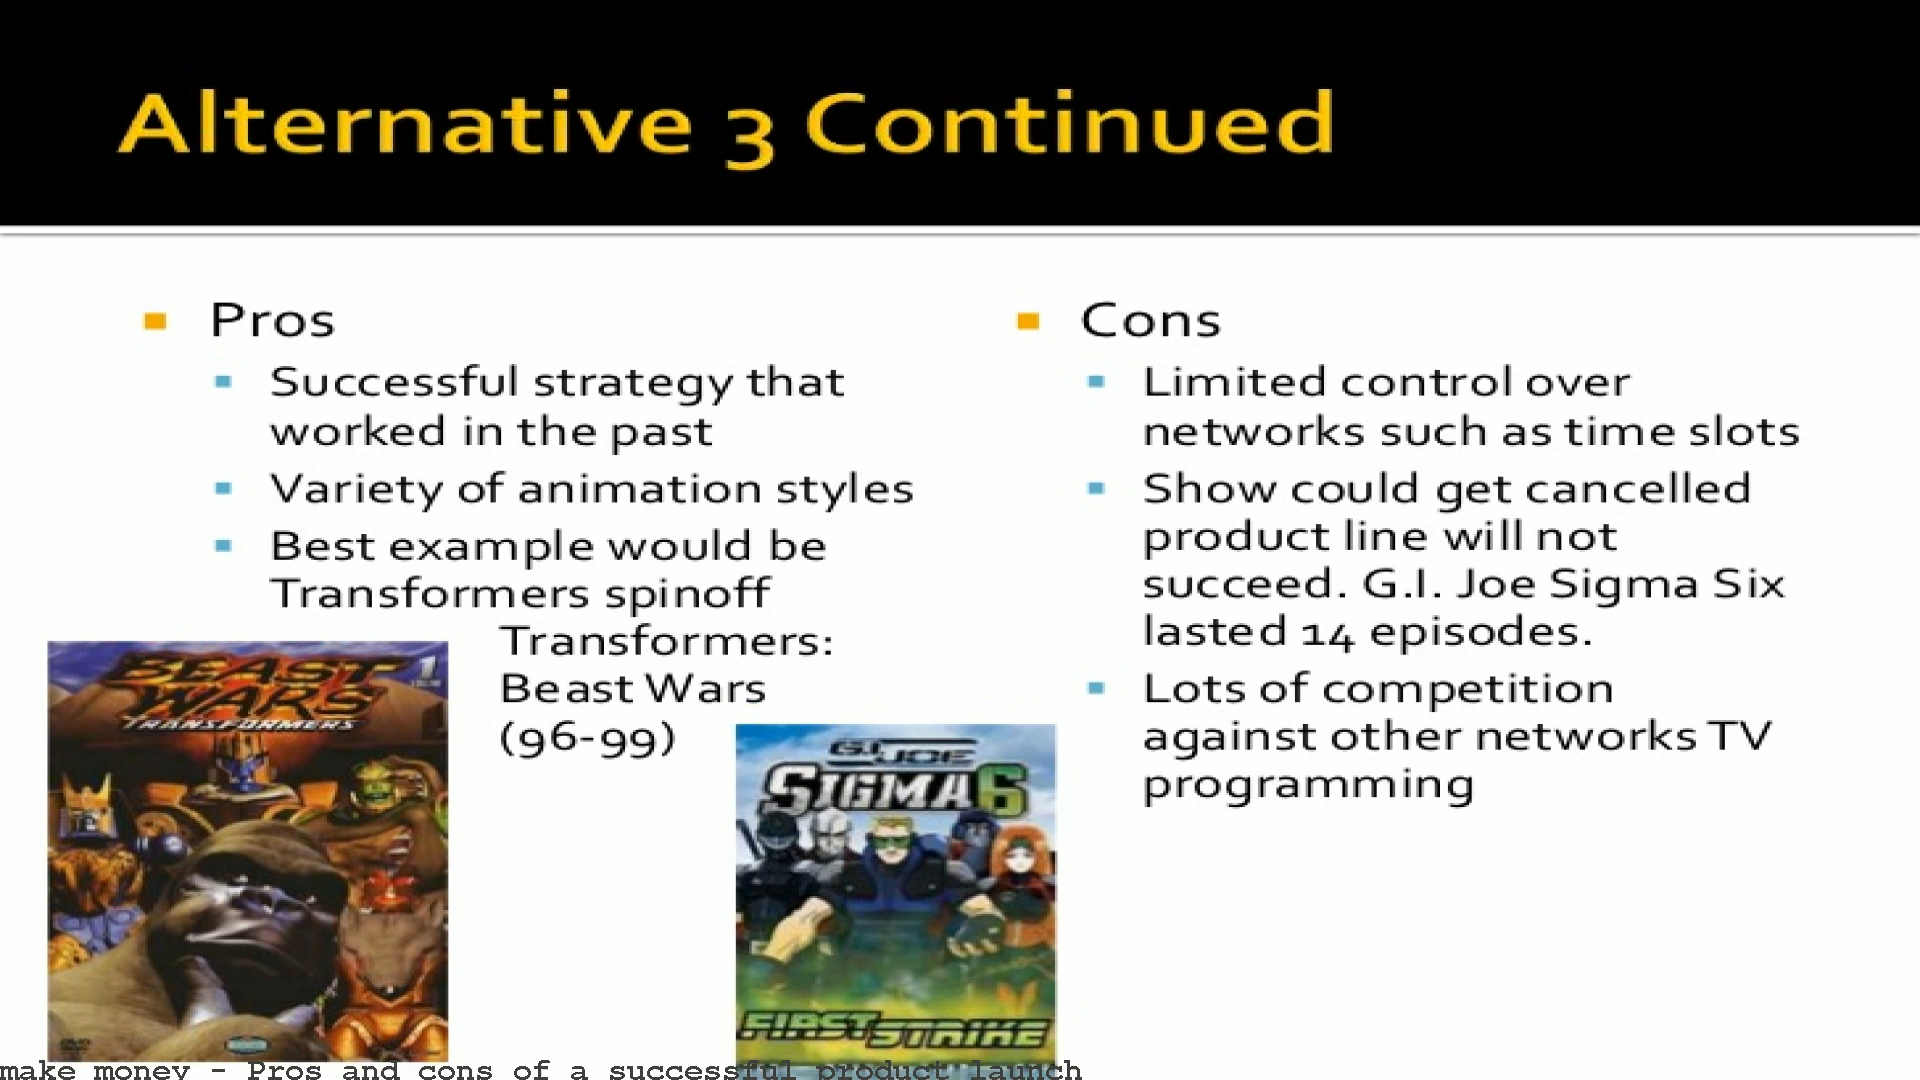 Alternative 3 Continued
Pros
Successful strategy that
worked in the past
Variety of animation styles
Best example would be
Transformers spinoff
Transformers:
Beast Wars
(96-99)
BEAST
WARS
TRANSFORMERS
1
DVD
G.I. JOE
SIGMA 6
FIRST STRIKE
Cons
Limited control over
networks such as time slots
Show could get cancelled
product line will not
succeed. G.I. Joe Sigma Six
lasted 14 episodes.
Lots of competition
against other networks TV
programming
make money - Pros and cons of a successful product launch